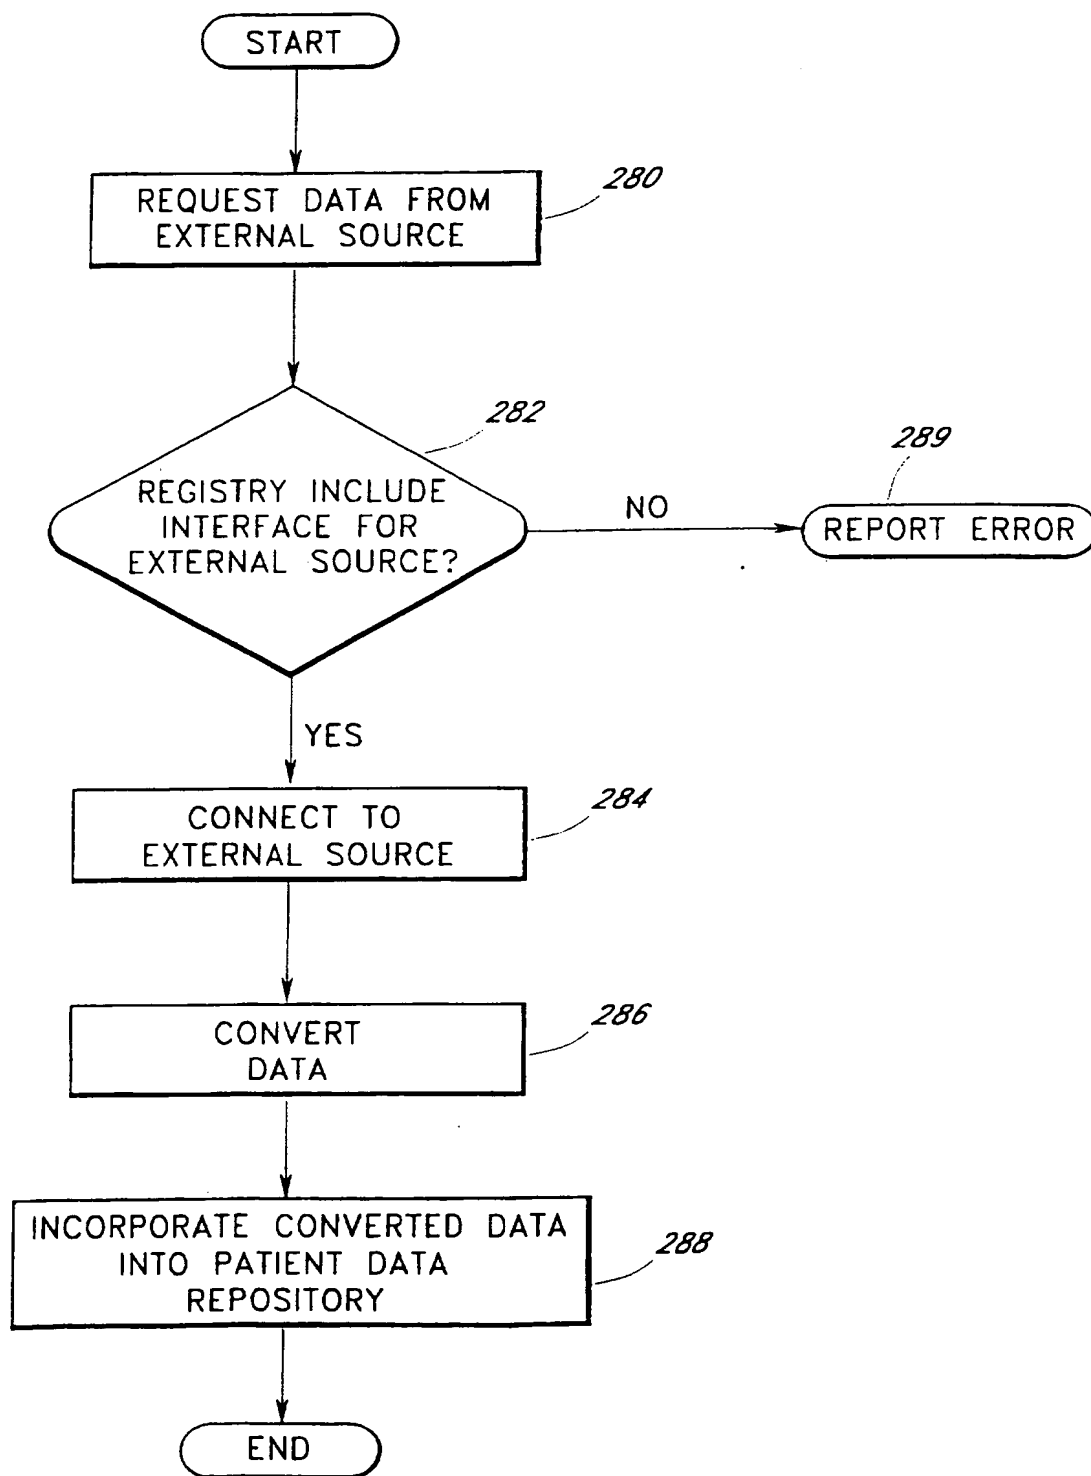 START
REQUEST DATA FROM
EXTERNAL SOURCE
280
282
REGISTRY INCLUDE
INTERFACE FOR
EXTERNAL SOURCE?
NO
289
REPORT ERROR
YES
CONNECT TO
EXTERNAL SOURCE
284
CONVERT
DATA
286
INCORPORATE CONVERTED DATA
INTO PATIENT DATA
REPOSITORY
288
END